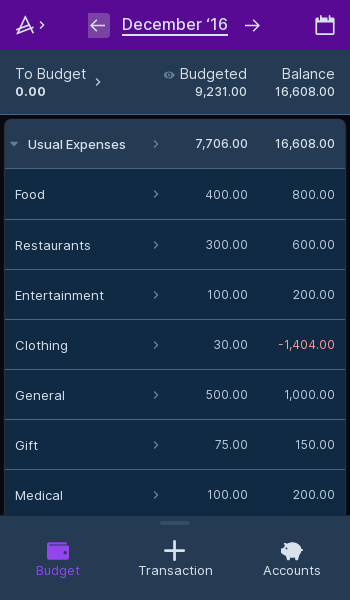 December ‘16
To Budget Budgeted Balance
0.00 9,231.00 16,608.00
Usual Expenses 7,706.00 16,608.00
Food 400.00 800.00
Restaurants 300.00 600.00
Entertainment 100.00 200.00
Clothing 30.00 -1,404.00
General 500.00 1,000.00
Gift 75.00 150.00
Medical 100.00 200.00
Budget Transaction Accounts